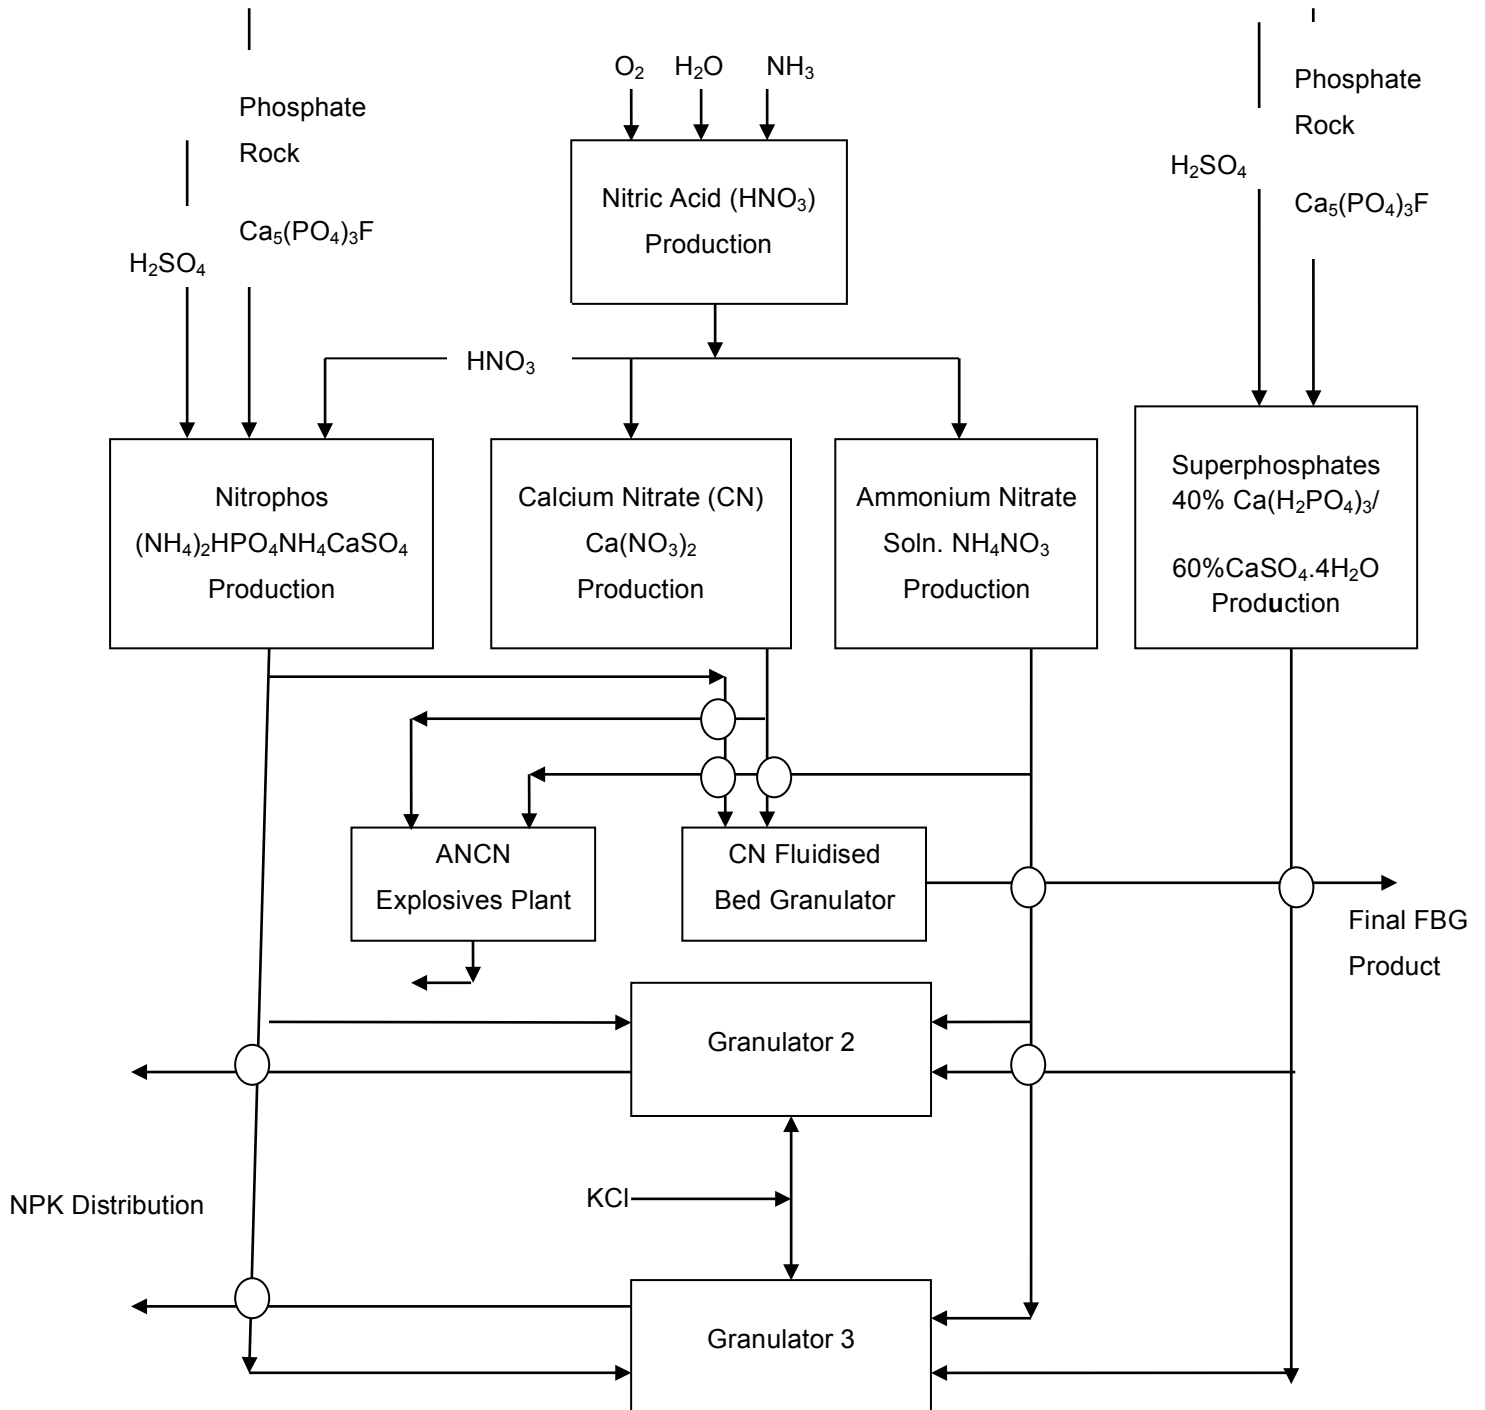 O₂ H₂O NH₃
Phosphate
Rock
Ca₅(PO₄)₃F
H₂SO₄
Nitric Acid (HNO₃)
Production
Phosphate
Rock
H₂SO₄
Ca₅(PO₄)₃F
HNO₃
Nitrophos
(NH₄)₂HPO₄NH₄CaSO₄
Production
Calcium Nitrate (CN)
Ca(NO₃)₂
Production
Ammonium Nitrate
Soln. NH₄NO₃
Production
Superphosphates
40% Ca(H₂PO₄)₃/
60%CaSO₄.4H₂O
Production
ANCN
Explosives Plant
CN Fluidised
Bed Granulator
Final FBG
Product
Granulator 2
KCl
NPK Distribution
Granulator 3